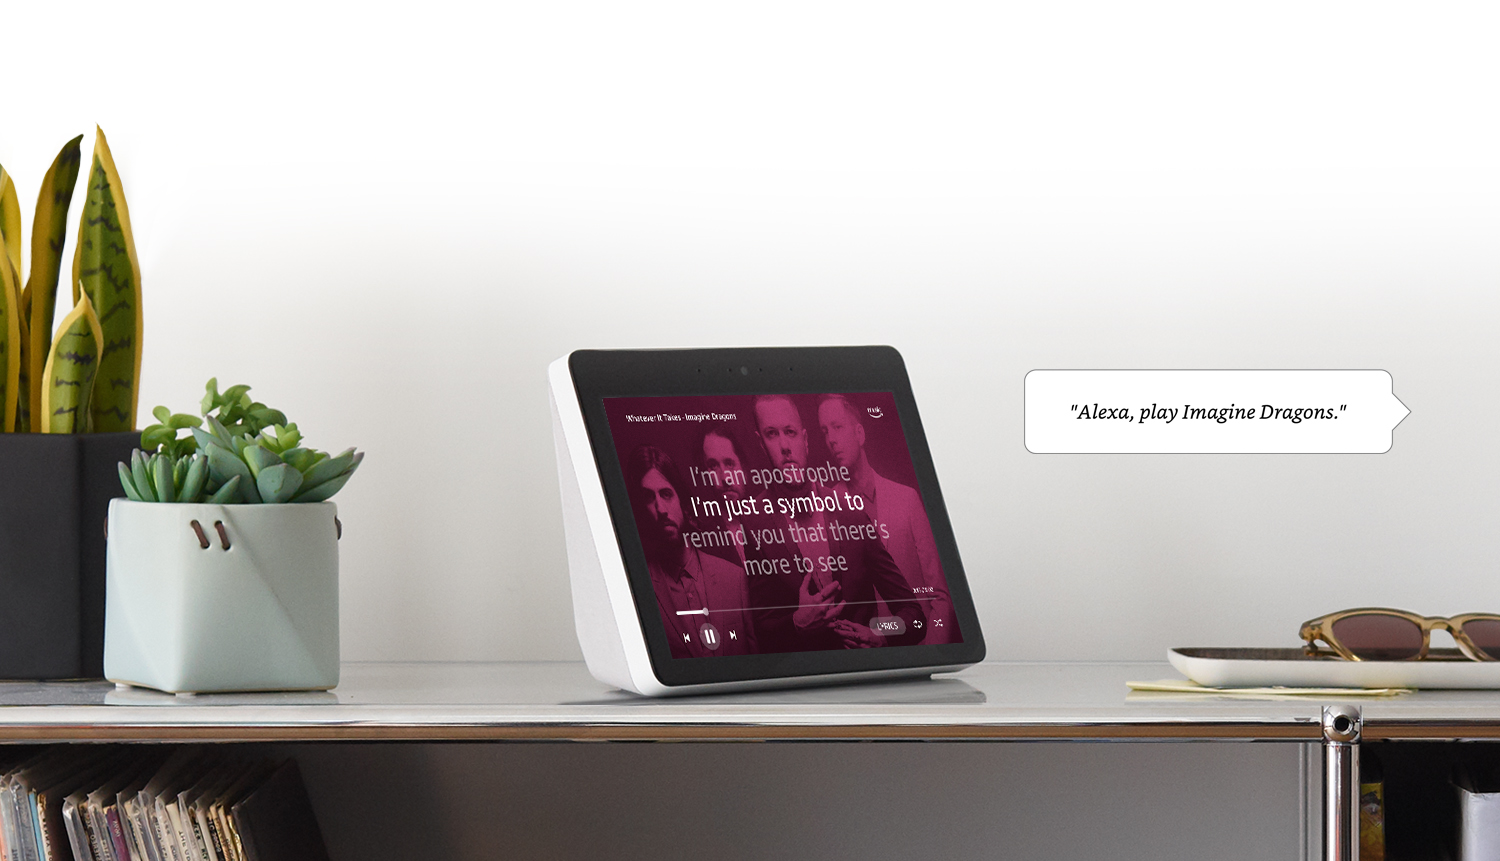 Whatever It Takes - Imagine Dragons
music
I'm an apostrophe
I'm just a symbol to
remind you that there's
more to see
LYRICS
"Alexa, play Imagine Dragons."